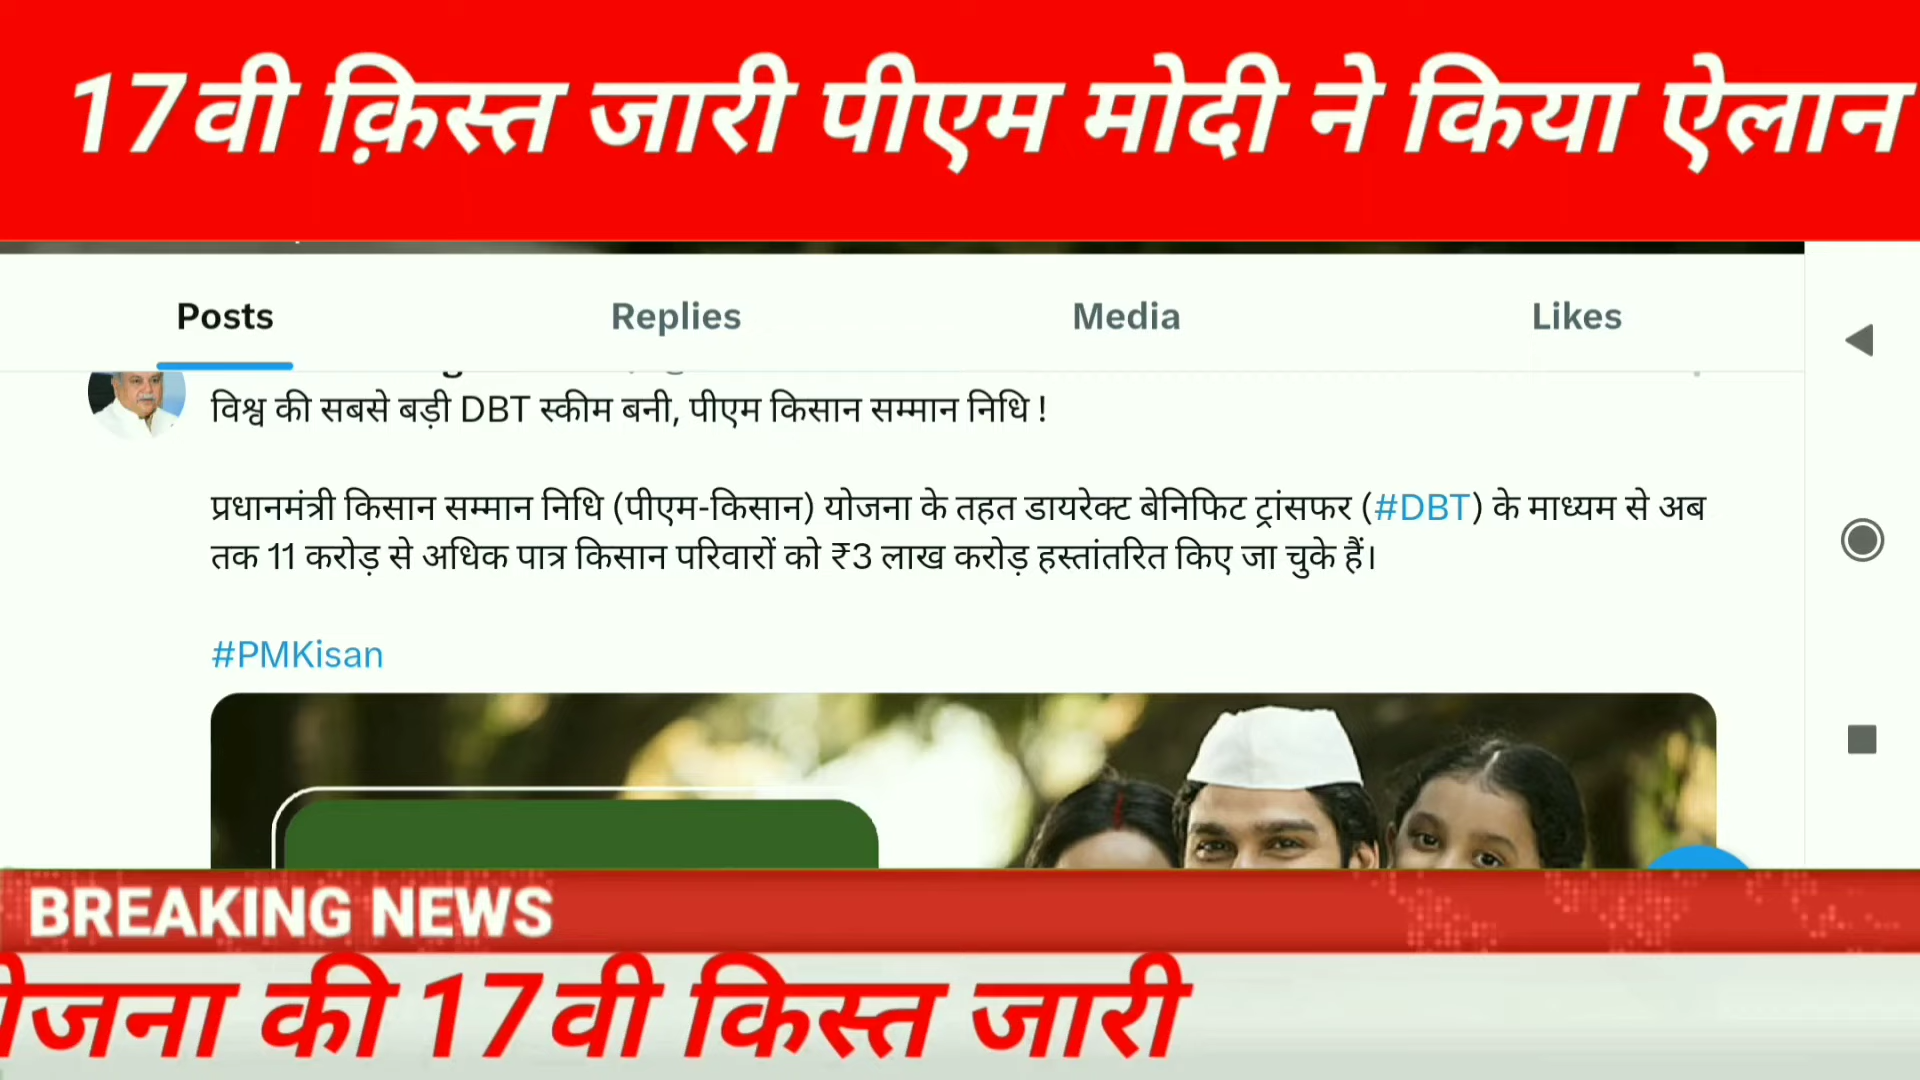 17वी क़िस्त जारी पीएम मोदी ने किया ऐलान
Posts Replies Media Likes
विश्व की सबसे बड़ी DBT स्कीम बनी, पीएम किसान सम्मान निधि !
प्रधानमंत्री किसान सम्मान निधि (पीएम-किसान) योजना के तहत डायरेक्ट बेनिफिट ट्रांसफर (#DBT) के माध्यम से अब
तक 11 करोड़ से अधिक पात्र किसान परिवारों को ₹3 लाख करोड़ हस्तांतरित किए जा चुके हैं।
#PMKisan
BREAKING NEWS
की 17वी किस्त जारी